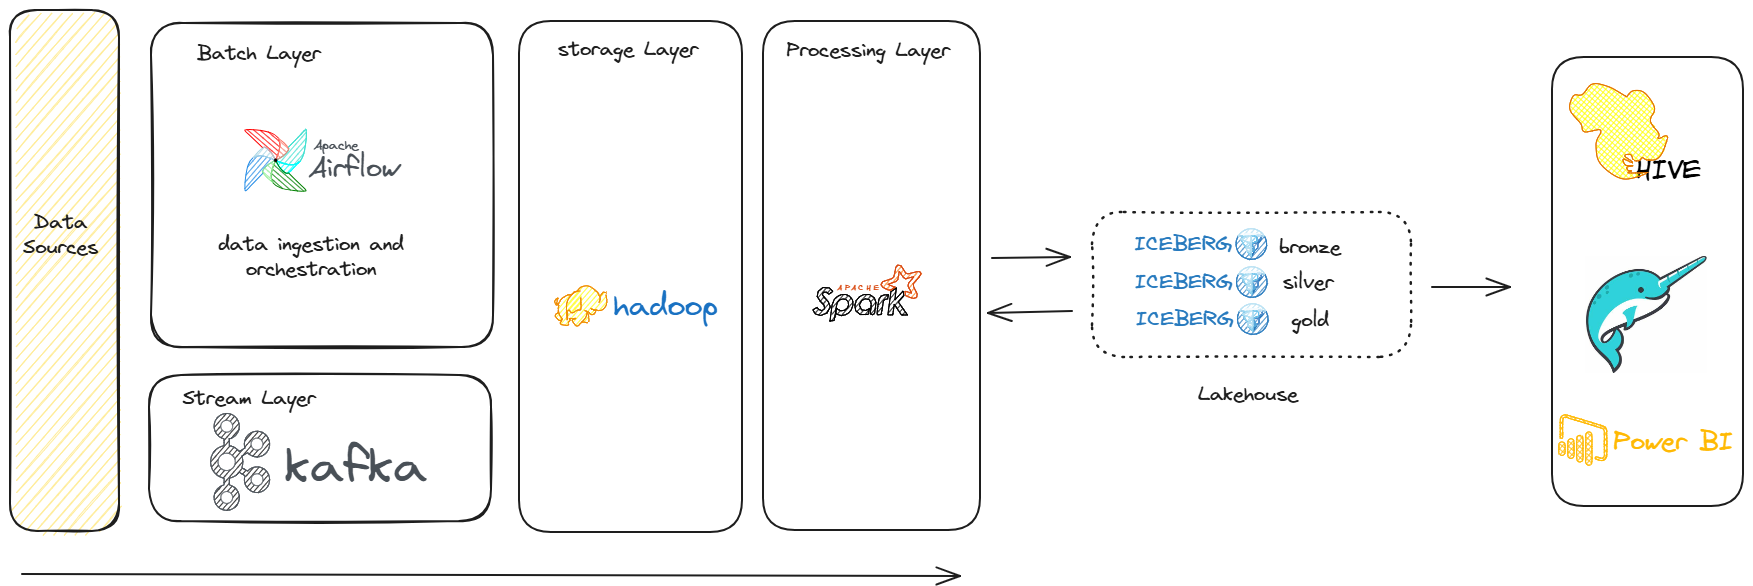 Data
Sources
Batch Layer
Apache
Airflow
data ingestion and
orchestration
Stream Layer
kafka
storage Layer
hadoop
Processing Layer
APACHE
Spark
ICEBERG bronze
ICEBERG silver
ICEBERG gold
Lakehouse
HIVE
Power BI